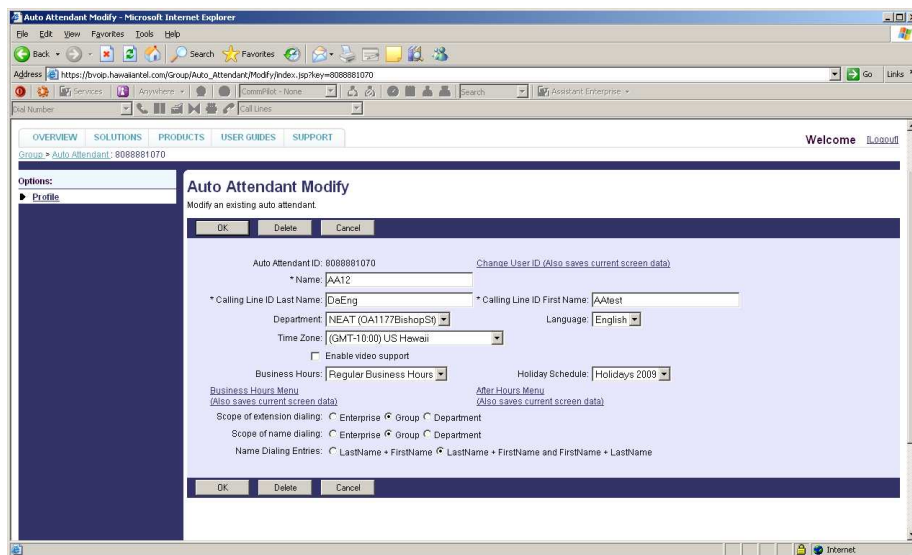 Auto Attendant Modify - Microsoft Internet Explorer
File Edit View Favorites Tools Help
Back Search Favorites
Address https://bvoip.hawaiiantel.com/Group/Auto_Attendant/Modify/index.jsp?key=8088881070 Go Links »
Services Anywhere CommPilot - None Search Assistant Enterprise
Dial Number Call Lines
OVERVIEW SOLUTIONS PRODUCTS USER GUIDES SUPPORT Welcome [Logout]
Group > Auto Attendant : 8088881070
Options:
Profile
Auto Attendant Modify
Modify an existing auto attendant.
OK Delete Cancel
Auto Attendant ID: 8088881070 Change User ID (Also saves current screen data)
* Name: AA12
* Calling Line ID Last Name: DaEng * Calling Line ID First Name: AAtest
Department: NEAT (OA1177BishopSt) Language: English
Time Zone: (GMT-10:00) US Hawaii
Enable video support
Business Hours: Regular Business Hours Holiday Schedule: Holidays 2009
Business Hours Menu After Hours Menu
(Also saves current screen data) (Also saves current screen data)
Scope of extension dialing: Enterprise Group Department
Scope of name dialing: Enterprise Group Department
Name Dialing Entries: LastName + FirstName LastName + FirstName and FirstName + LastName
OK Delete Cancel
Internet